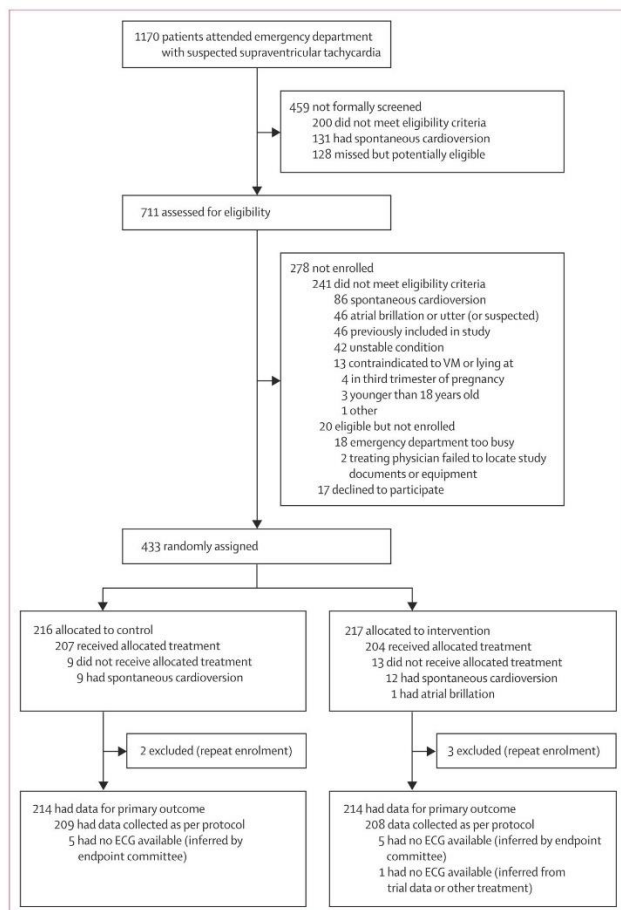 1170 patients attended emergency department
with suspected supraventricular tachycardia
459 not formally screened
200 did not meet eligibility criteria
131 had spontaneous cardioversion
128 missed but potentially eligible
711 assessed for eligibility
278 not enrolled
241 did not meet eligibility criteria
86 spontaneous cardioversion
46 atrial brillation or utter (or suspected)
46 previously included in study
42 unstable condition
13 contraindicated to VM or lying at
4 in third trimester of pregnancy
3 younger than 18 years old
1 other
20 eligible but not enrolled
18 emergency department too busy
2 treating physician failed to locate study
documents or equipment
17 declined to participate
433 randomly assigned
216 allocated to control
207 received allocated treatment
9 did not receive allocated treatment
9 had spontaneous cardioversion
217 allocated to intervention
204 received allocated treatment
13 did not receive allocated treatment
12 had spontaneous cardioversion
1 had atrial brillation
2 excluded (repeat enrolment)
3 excluded (repeat enrolment)
214 had data for primary outcome
209 had data collected as per protocol
5 had no ECG available (inferred by
endpoint committee)
214 had data for primary outcome
208 data collected as per protocol
5 had no ECG available (inferred by endpoint
committee)
1 had no ECG available (inferred from
trial data or other treatment)